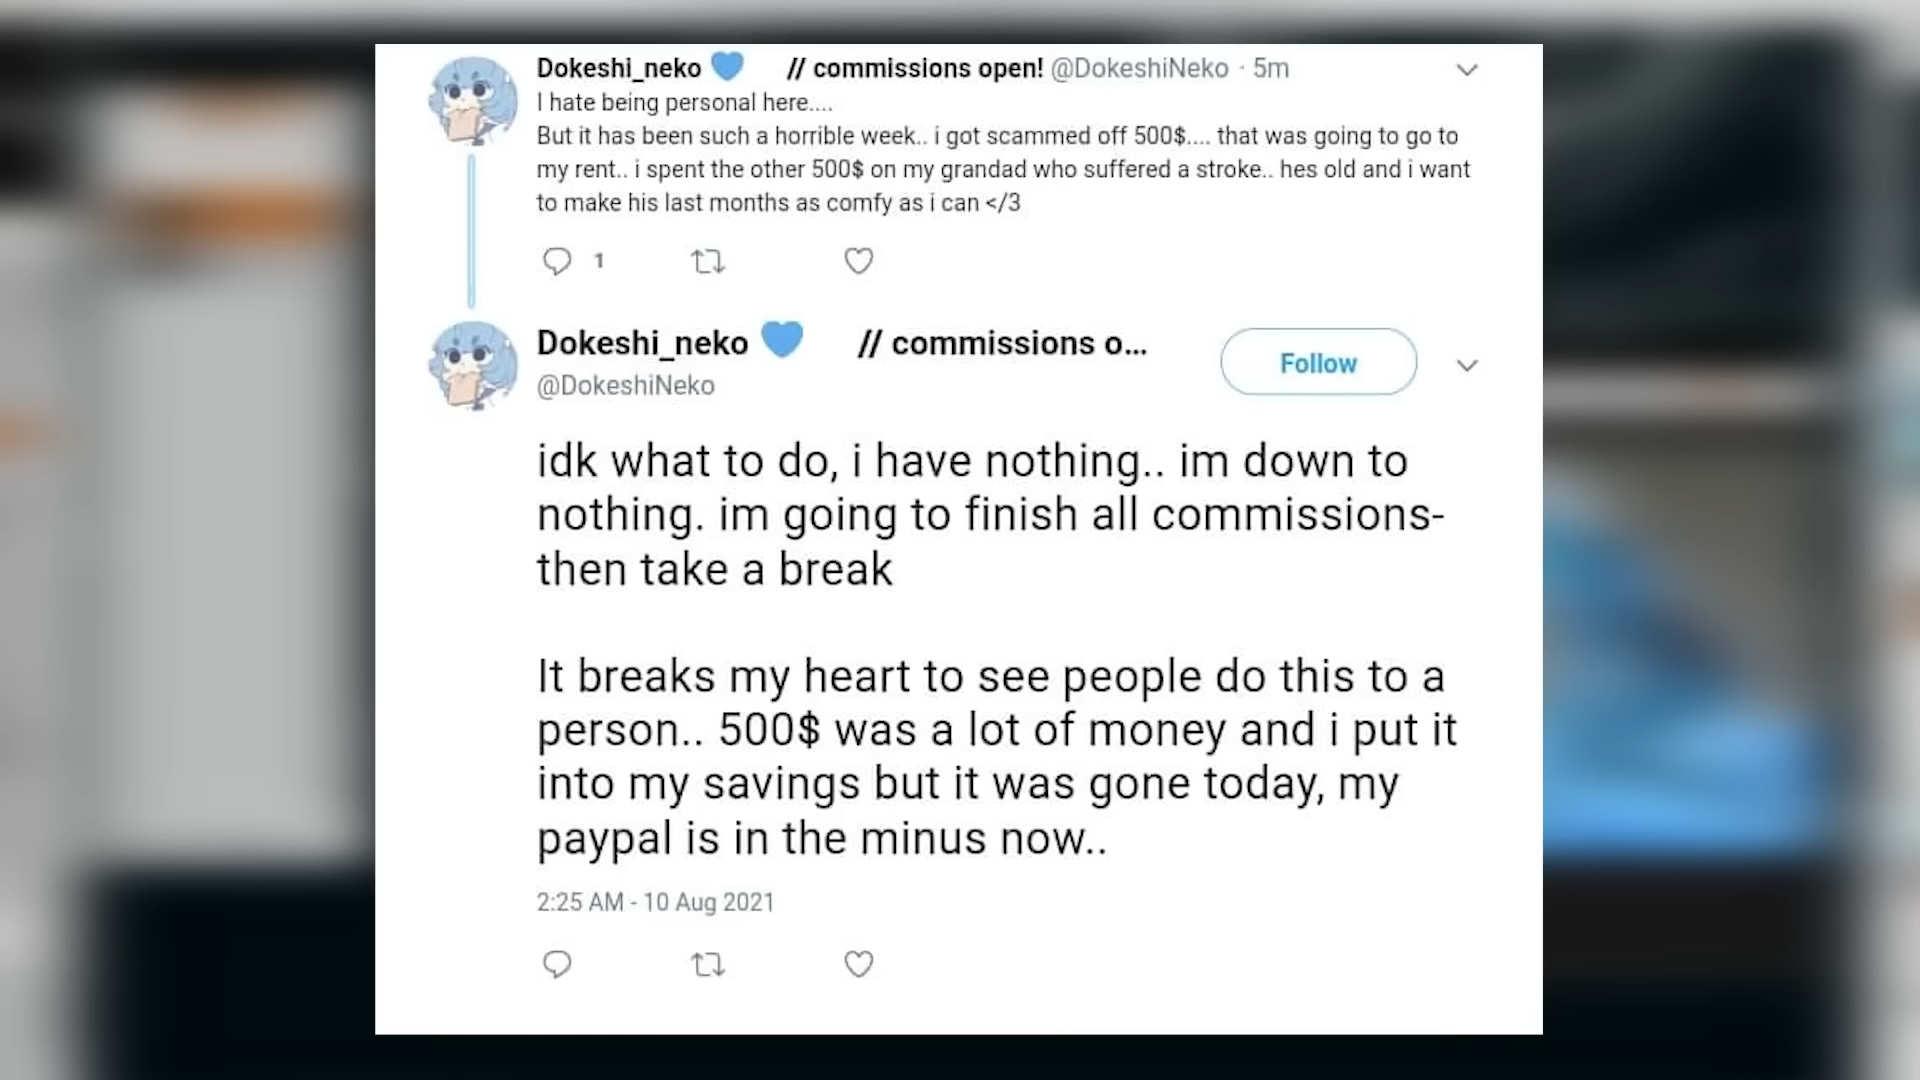 Dokeshi_neko 💙 // commissions open! @DokeshiNeko · 5m
I hate being personal here....
But it has been such a horrible week.. i got scammed off 500$.... that was going to go to
my rent.. i spent the other 500$ on my grandad who suffered a stroke.. hes old and i want
to make his last months as comfy as i can </3
1
Dokeshi_neko 💙 // commissions o...
Follow
@DokeshiNeko
idk what to do, i have nothing.. im down to
nothing. im going to finish all commissions-
then take a break
It breaks my heart to see people do this to a
person.. 500$ was a lot of money and i put it
into my savings but it was gone today, my
paypal is in the minus now..
2:25 AM - 10 Aug 2021